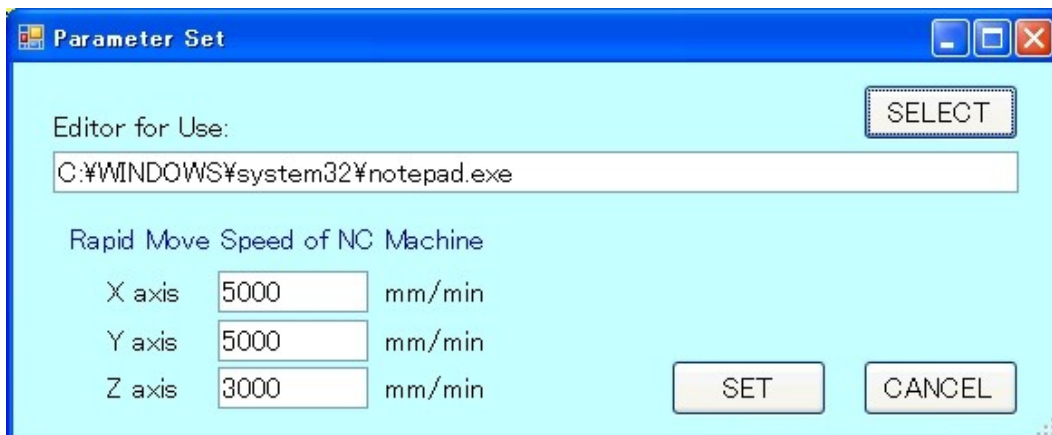 Parameter Set
SELECT
Editor for Use:
C:¥WINDOWS¥system32¥notepad.exe
Rapid Move Speed of NC Machine
X axis 5000 mm/min
Y axis 5000 mm/min
Z axis 3000 mm/min
SET CANCEL